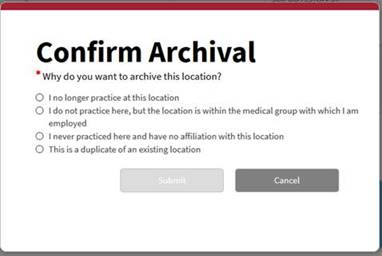 Confirm Archival
* Why do you want to archive this location?
I no longer practice at this location
I do not practice here, but the location is within the medical group with which I am
employed
I never practiced here and have no affiliation with this location
This is a duplicate of an existing location
Submit
Cancel